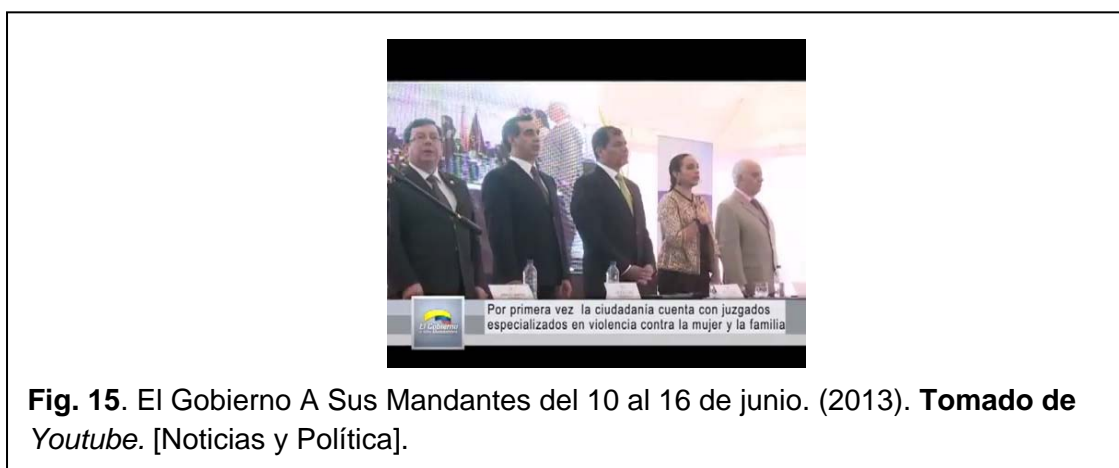 El Gobierno
Por primera vez la ciudadanía cuenta con juzgados
especializados en violencia contra la mujer y la familia
Fig. 15. El Gobierno A Sus Mandantes del 10 al 16 de junio. (2013). Tomado de
Youtube. [Noticias y Política].